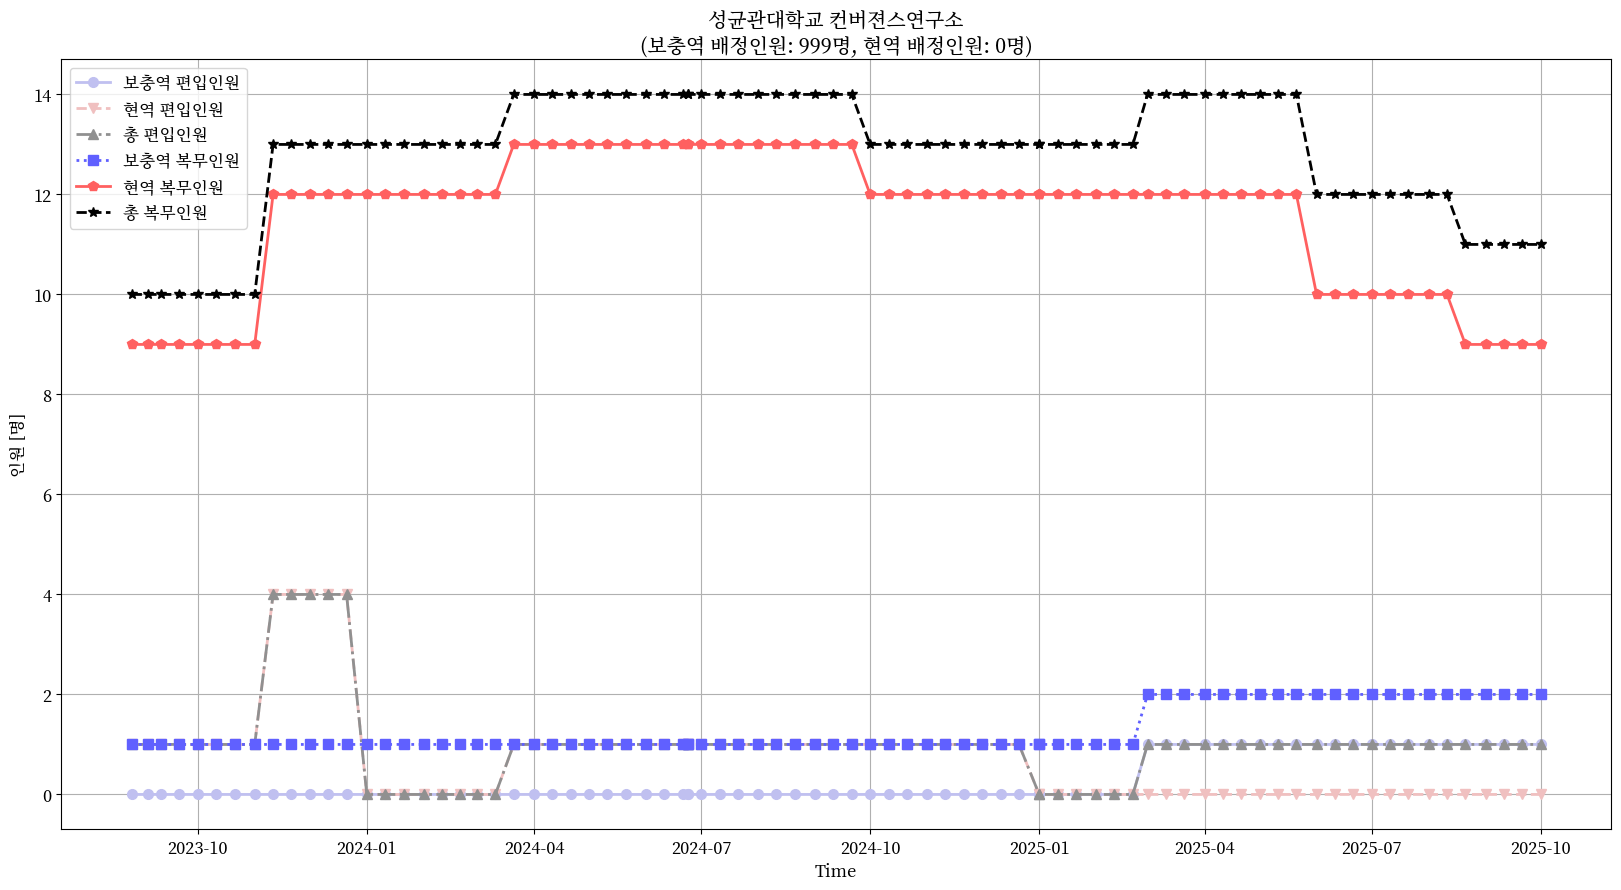 성균관대학교 컨버젼스연구소
(보충역 배정인원: 999명, 현역 배정인원: 0명)
보충역 편입인원
현역 편입인원
총 편입인원
보충역 복무인원
현역 복무인원
총 복무인원
인원 [명]
14
12
10
8
6
4
2
0
2023-10
2024-01
2024-04
2024-07
2024-10
2025-01
2025-04
2025-07
2025-10
Time